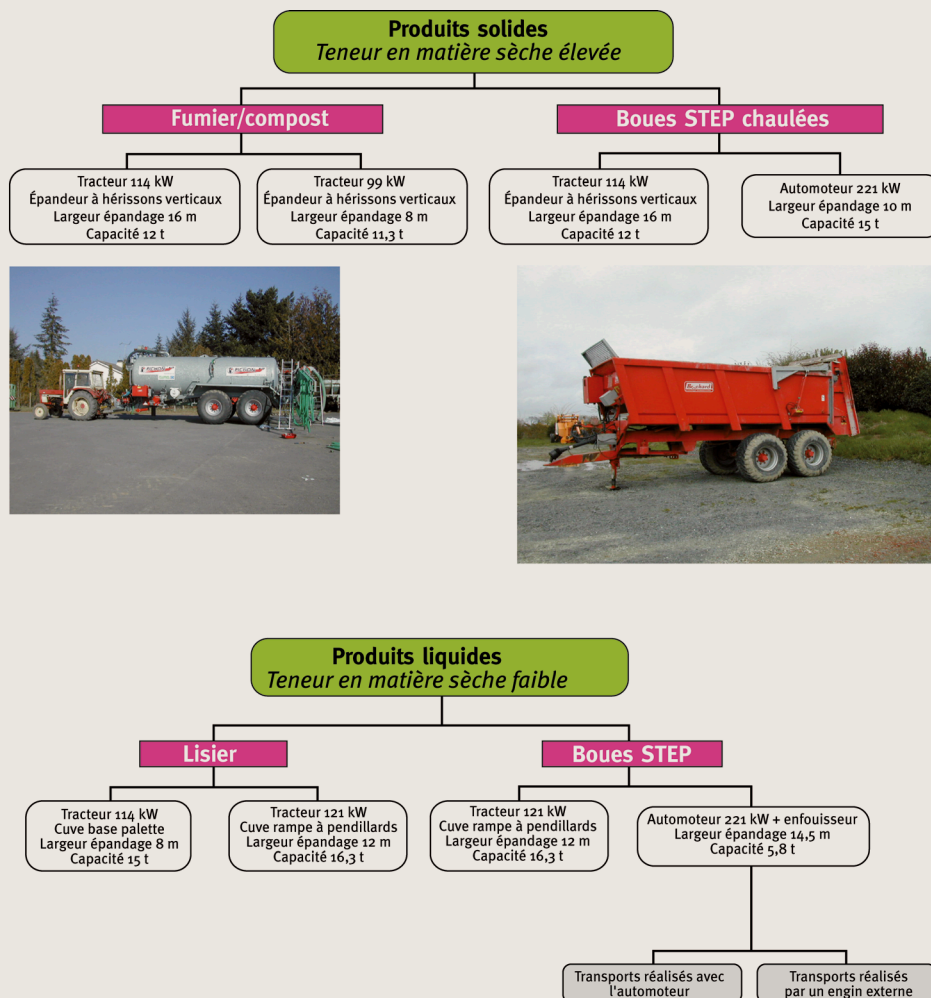 Produits solides
Teneur en matière sèche élevée
Fumier/compost
Boues STEP chaulées
Tracteur 114 kW
Épandeur à hérissons verticaux
Largeur épandage 16 m
Capacité 12 t
Tracteur 99 kW
Épandeur à hérissons verticaux
Largeur épandage 8 m
Capacité 11,3 t
Tracteur 114 kW
Épandeur à hérissons verticaux
Largeur épandage 16 m
Capacité 12 t
Automoteur 221 kW
Largeur épandage 10 m
Capacité 15 t
Produits liquides
Teneur en matière sèche faible
Lisier
Boues STEP
Tracteur 114 kW
Cuve base palette
Largeur épandage 8 m
Capacité 15 t
Tracteur 121 kW
Cuve rampe à pendillards
Largeur épandage 12 m
Capacité 16,3 t
Tracteur 121 kW
Cuve rampe à pendillards
Largeur épandage 12 m
Capacité 16,3 t
Automoteur 221 kW + enfouisseur
Largeur épandage 14,5 m
Capacité 5,8 t
Transports réalisés avec
l'automoteur
Transports réalisés
par un engin externe